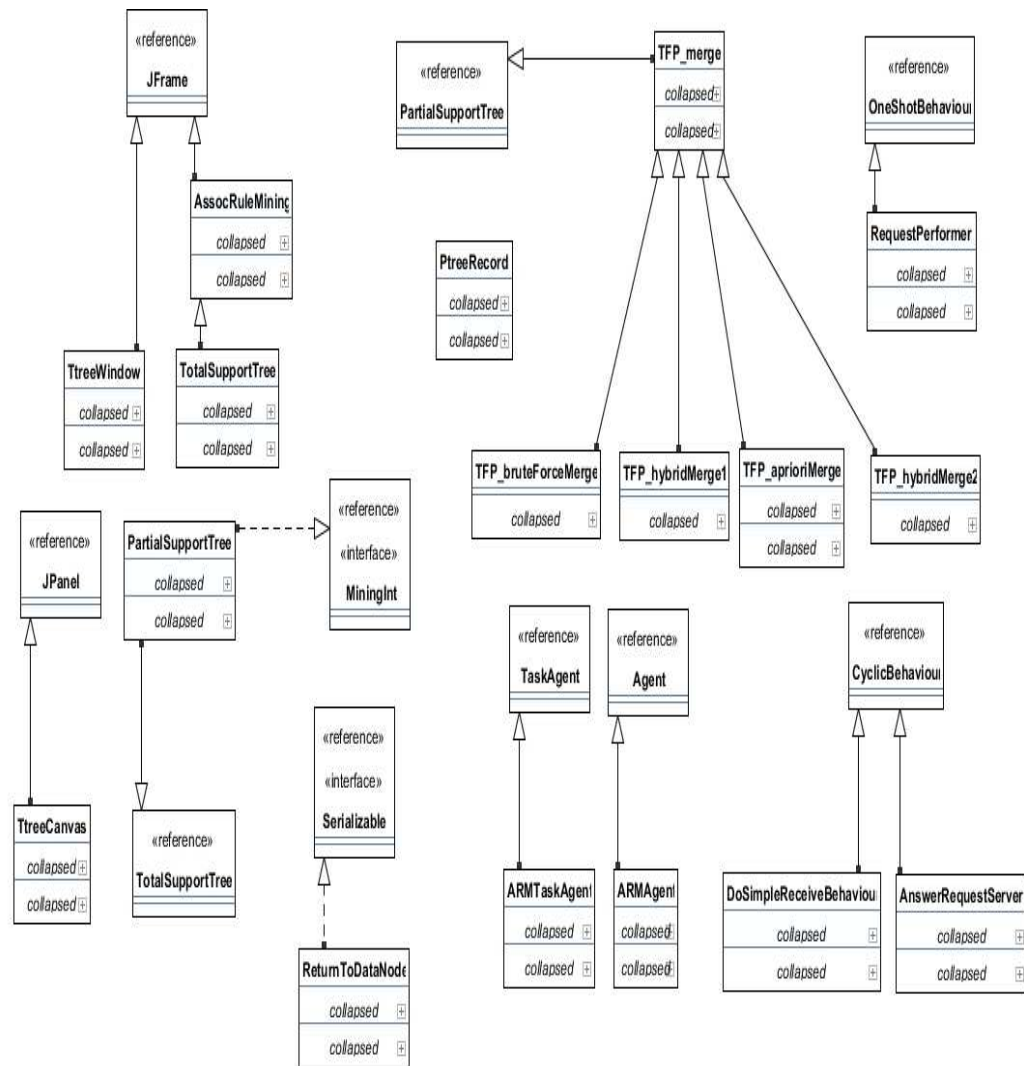 «reference»
JFrame
«reference»
PartialSupportTree
TFP_merge
collapsed
collapsed
«reference»
OneShotBehaviour
AssocRuleMining
collapsed
collapsed
RequestPerformer
collapsed
collapsed
PtreeRecord
collapsed
collapsed
TtreeWindow
collapsed
collapsed
TotalSupportTree
collapsed
collapsed
TFP_bruteForceMerge
collapsed
TFP_hybridMerge1
collapsed
TFP_aprioriMerge
collapsed
collapsed
TFP_hybridMerge2
collapsed
«reference»
JPanel
PartialSupportTree
collapsed
collapsed
«reference»
«interface»
MiningInt
«reference»
TaskAgent
«reference»
Agent
«reference»
CyclicBehaviour
«reference»
«interface»
Serializable
TtreeCanvas
collapsed
collapsed
«reference»
TotalSupportTree
ARMTaskAgent
collapsed
collapsed
ARMAgent
collapsed
collapsed
DoSimpleReceiveBehaviou
collapsed
collapsed
AnswerRequestServer
collapsed
collapsed
ReturnToDataNode
collapsed
collapsed